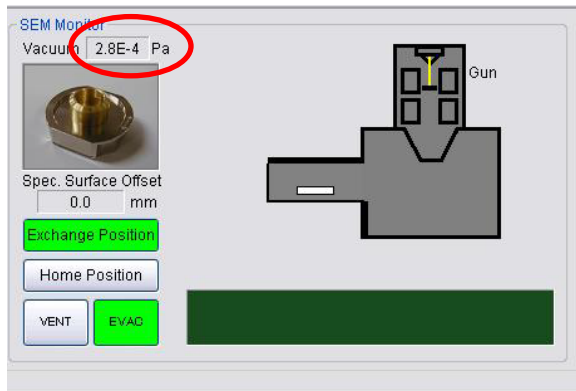 SEM Monitor
Vacuum 2.8E-4 Pa
Gun
Spec. Surface Offset
0.0 mm
Exchange Position
Home Position
VENT EVAC